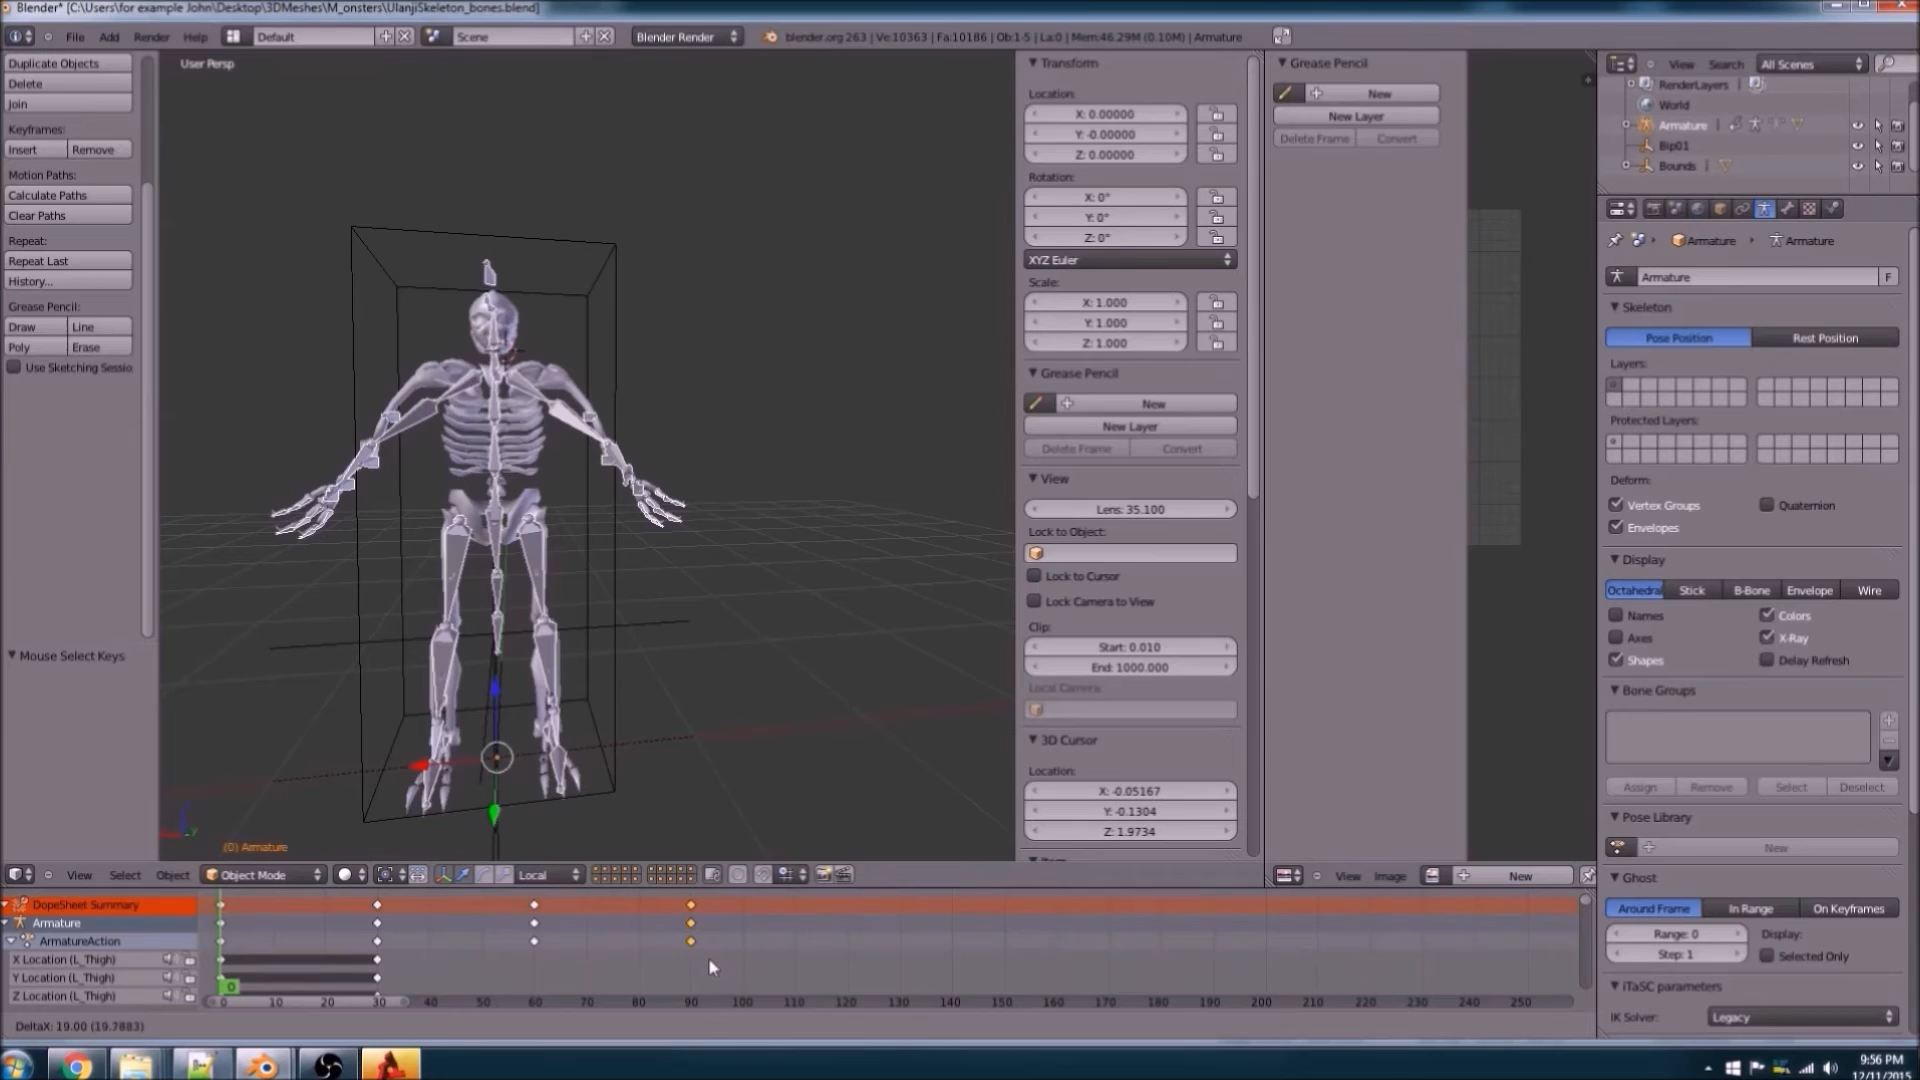 Blender* [C:\Users\for example John\Desktop\3DMeshes\M_onsters\UlanjiSkeleton_bones.blend]
File Add Render Help Default Scene Blender Render blender.org 263 | Ve:10363 | Fa:10186 | Ob:1-5 | La:0 | Mem:46.29M (0.10M) | Armature
Duplicate Objects
Delete
Join
Keyframes:
Insert Remove
Motion Paths:
Calculate Paths
Clear Paths
Repeat:
Repeat Last
History...
Grease Pencil:
Draw Line
Poly Erase
Use Sketching Sessio
Mouse Select Keys
User Persp
(0) Armature
Transform
Location:
X: 0.00000
Y: -0.00000
Z: 0.00000
Rotation:
X: 0°
Y: 0°
Z: 0°
XYZ Euler
Scale:
X: 1.000
Y: 1.000
Z: 1.000
Grease Pencil
New
New Layer
Delete Frame Convert
View
Lens: 35.100
Lock to Object:
Lock to Cursor
Lock Camera to View
Clip:
Start: 0.010
End: 1000.000
Local Camera:
3D Cursor
Location:
X: -0.05167
Y: -0.1304
Z: 1.9734
Grease Pencil
New
New Layer
Delete Frame Convert
View Search All Scenes
RenderLayers
World
Armature
Bip01
Bounds
Armature Armature
Armature F
Skeleton
Pose Position Rest Position
Layers:
Protected Layers:
Deform:
Vertex Groups Quaternion
Envelopes
Display
Octahedral Stick B-Bone Envelope Wire
Names Colors
Axes X-Ray
Shapes Delay Refresh
Bone Groups
Assign Remove Select Deselect
Pose Library
New
Ghost
Around Frame In Range On Keyframes
Range: 0 Display:
Step: 1 Selected Only
iTaSC parameters
IK Solver: Legacy
View Select Object Object Mode Local
View Image New
DopeSheet Summary
Armature
ArmatureAction
X Location (L_Thigh)
Y Location (L_Thigh)
Z Location (L_Thigh)
0
0 10 20 30 40 50 60 70 80 90 100 110 120 130 140 150 160 170 180 190 200 210 220 230 240 250
DeltaX: 19.00 (19.7883)
9:56 PM
12/11/2015